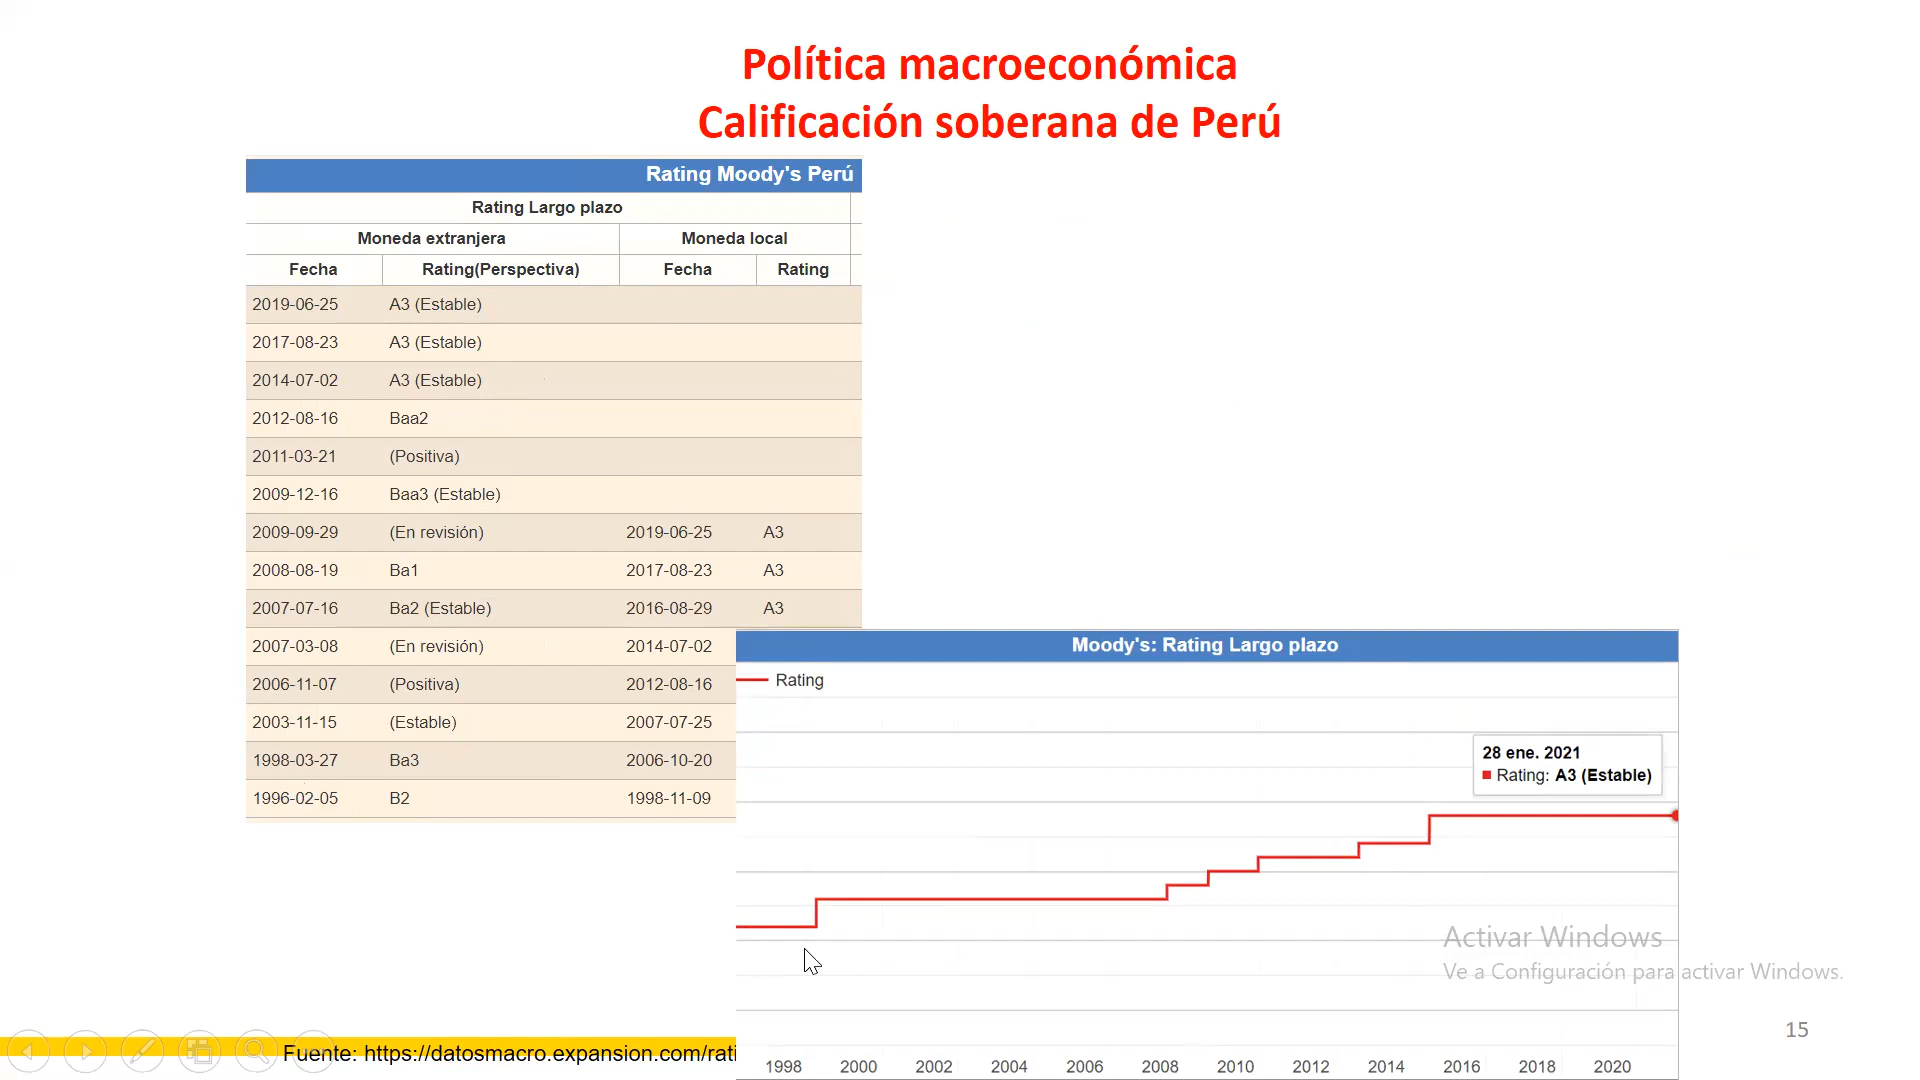 Política macroeconómica
Calificación soberana de Perú
Rating Moody's Perú
Rating Largo plazo
Moneda extranjera Moneda local
Fecha Rating(Perspectiva) Fecha Rating
2019-06-25 A3 (Estable)
2017-08-23 A3 (Estable)
2014-07-02 A3 (Estable)
2012-08-16 Baa2
2011-03-21 (Positiva)
2009-12-16 Baa3 (Estable)
2009-09-29 (En revisión) 2019-06-25 A3
2008-08-19 Ba1 2017-08-23 A3
2007-07-16 Ba2 (Estable) 2016-08-29 A3
2007-03-08 (En revisión) 2014-07-02
2006-11-07 (Positiva) 2012-08-16
2003-11-15 (Estable) 2007-07-25
1998-03-27 Ba3 2006-10-20
1996-02-05 B2 1998-11-09
Moody's: Rating Largo plazo
Rating
28 ene. 2021
Rating: A3 (Estable)
1998 2000 2002 2004 2006 2008 2010 2012 2014 2016 2018 2020
Activar Windows
Ve a Configuración para activar Windows.
15
Fuente: https://datosmacro.expansion.com/rati